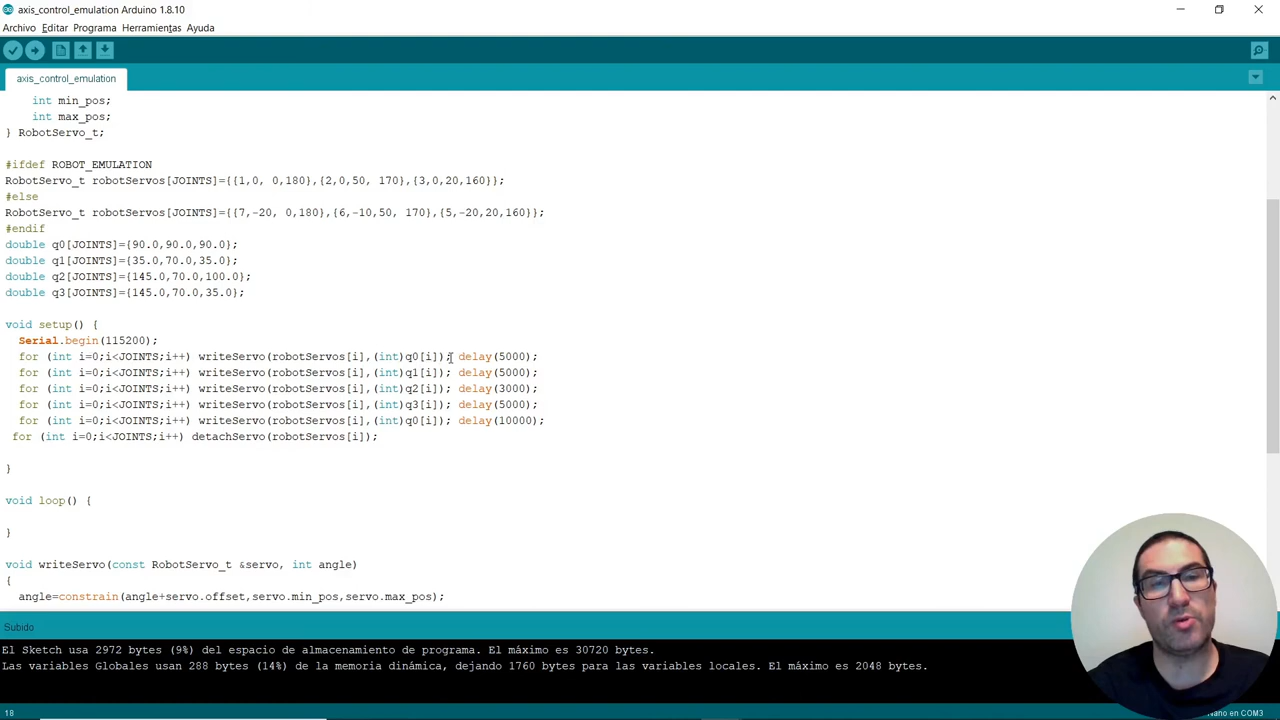 axis_control_emulation Arduino 1.8.10
Archivo Editar Programa Herramientas Ayuda
axis_control_emulation
int min_pos;
int max_pos;
} RobotServo_t;
#ifdef ROBOT_EMULATION
RobotServo_t robotServos[JOINTS]={{1,0, 0,180},{2,0,50, 170},{3,0,20,160}};
#else
RobotServo_t robotServos[JOINTS]={{7,-20, 0,180},{6,-10,50, 170},{5,-20,20,160}};
#endif
double q0[JOINTS]={90.0,90.0,90.0};
double q1[JOINTS]={35.0,70.0,35.0};
double q2[JOINTS]={145.0,70.0,100.0};
double q3[JOINTS]={145.0,70.0,35.0};
void setup() {
Serial.begin(115200);
for (int i=0;i<JOINTS;i++) writeServo(robotServos[i],(int)q0[i]); delay(5000);
for (int i=0;i<JOINTS;i++) writeServo(robotServos[i],(int)q1[i]); delay(5000);
for (int i=0;i<JOINTS;i++) writeServo(robotServos[i],(int)q2[i]); delay(3000);
for (int i=0;i<JOINTS;i++) writeServo(robotServos[i],(int)q3[i]); delay(5000);
for (int i=0;i<JOINTS;i++) writeServo(robotServos[i],(int)q0[i]); delay(10000);
for (int i=0;i<JOINTS;i++) detachServo(robotServos[i]);
}
void loop() {
}
void writeServo(const RobotServo_t &servo, int angle)
{
angle=constrain(angle+servo.offset,servo.min_pos,servo.max_pos);
Subido
El Sketch usa 2972 bytes (9%) del espacio de almacenamiento de programa. El máximo es 30720 bytes.
Las variables Globales usan 288 bytes (14%) de la memoria dinámica, dejando 1760 bytes para las variables locales. El máximo es 2048 bytes.
18
Nano en COM3